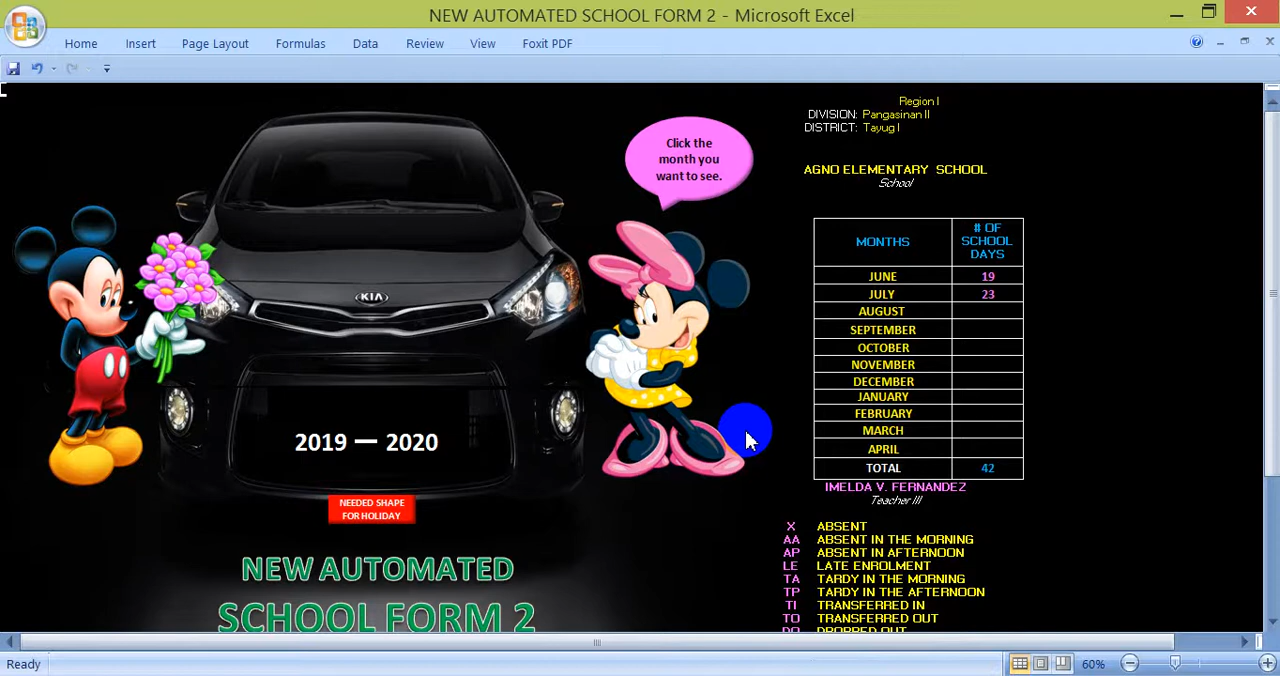 NEW AUTOMATED SCHOOL FORM 2 - Microsoft Excel
Home Insert Page Layout Formulas Data Review View Foxit PDF
Region I
DIVISION: Pangasinan II
DISTRICT: Tayug I
Click the
month you
want to see.
AGNO ELEMENTARY SCHOOL
School
MONTHS # OF SCHOOL DAYS
JUNE 19
JULY 23
AUGUST
SEPTEMBER
OCTOBER
NOVEMBER
DECEMBER
JANUARY
FEBRUARY
MARCH
APRIL
TOTAL 42
KIA
2019 — 2020
IMELDA V. FERNANDEZ
Teacher III
NEEDED SHAPE
FOR HOLIDAY
X ABSENT
AA ABSENT IN THE MORNING
AP ABSENT IN AFTERNOON
LE LATE ENROLMENT
TA TARDY IN THE MORNING
TP TARDY IN THE AFTERNOON
TI TRANSFERRED IN
TO TRANSFERRED OUT
DO DROPPED OUT
NEW AUTOMATED
SCHOOL FORM 2
Ready 60%